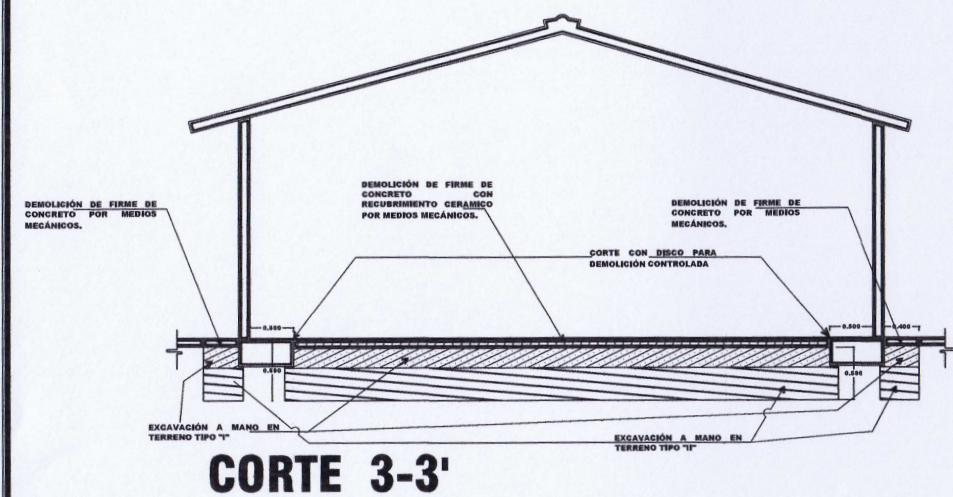 DEMOLICIÓN DE FIRME DE
CONCRETO CON
RECUBRIMIENTO CERAMICO
POR MEDIOS MECÁNICOS.
DEMOLICIÓN DE FIRME DE
CONCRETO POR MEDIOS
MECÁNICOS.
DEMOLICIÓN DE FIRME DE
CONCRETO POR MEDIOS
MECÁNICOS.
CORTE CON DISCO PARA
DEMOLICIÓN CONTROLADA
0.500
0.400
EXCAVACIÓN A MANO EN
TERRENO TIPO "I"
EXCAVACIÓN A MANO EN
TERRENO TIPO "II"
CORTE 3-3'